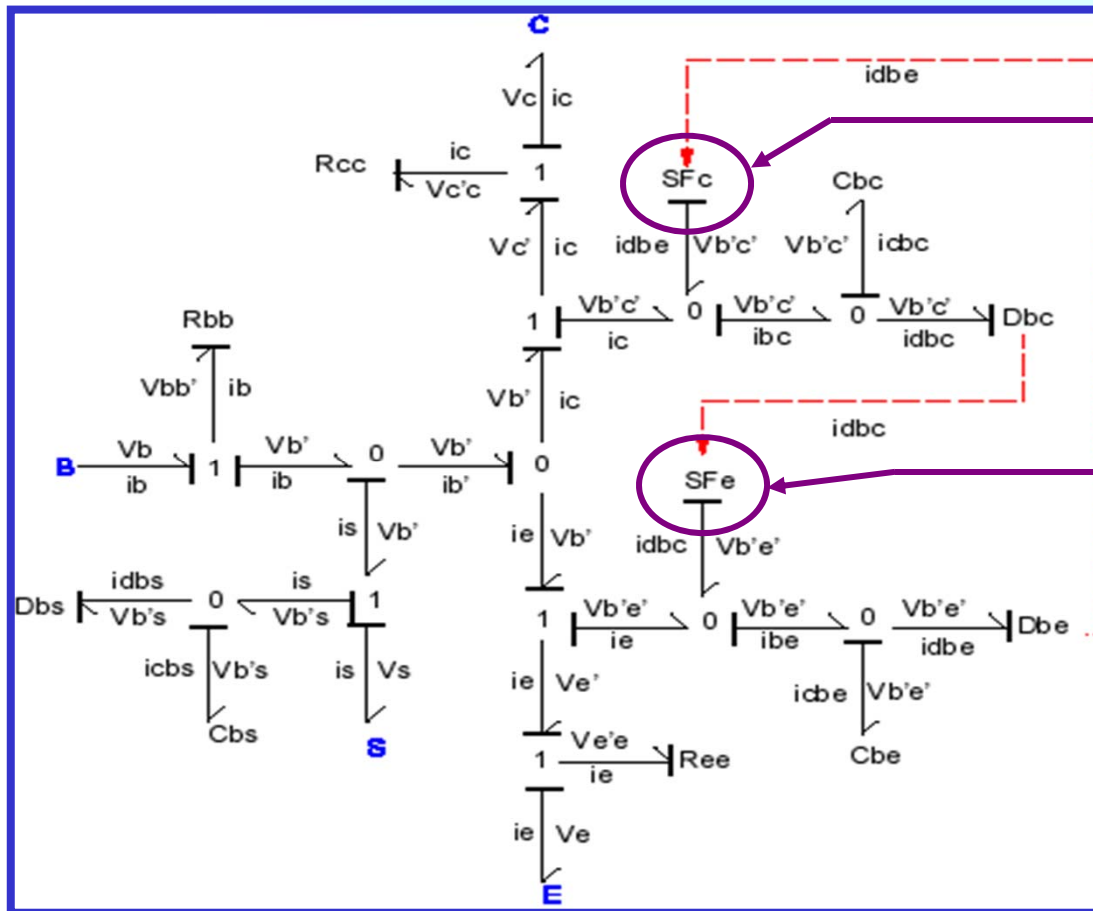 C
idbe
Vc ic
ic
Rcc
Vc'c
1
SFc
Cbc
Vc' ic
idbe Vb'c'
Vb'c' icbc
Rbb
1
Vb'c'
ic
0
Vb'c'
ibc
0
Vb'c'
idbc
Dbc
Vbb' ib
Vb' ic
idbc
B
Vb
ib
1
Vb'
ib
0
Vb'
ib'
0
SFe
is Vb'
ie Vb'
idbc Vb'e'
Dbs
idbs
Vb's
0
is
Vb's
1
1
Vb'e'
ie
0
Vb'e'
ibe
0
Vb'e'
idbe
Dbe
icbs Vb's
is Vs
ie Ve'
icbe Vb'e'
Cbs
S
1
Ve'e
ie
Ree
Cbe
ie Ve
E